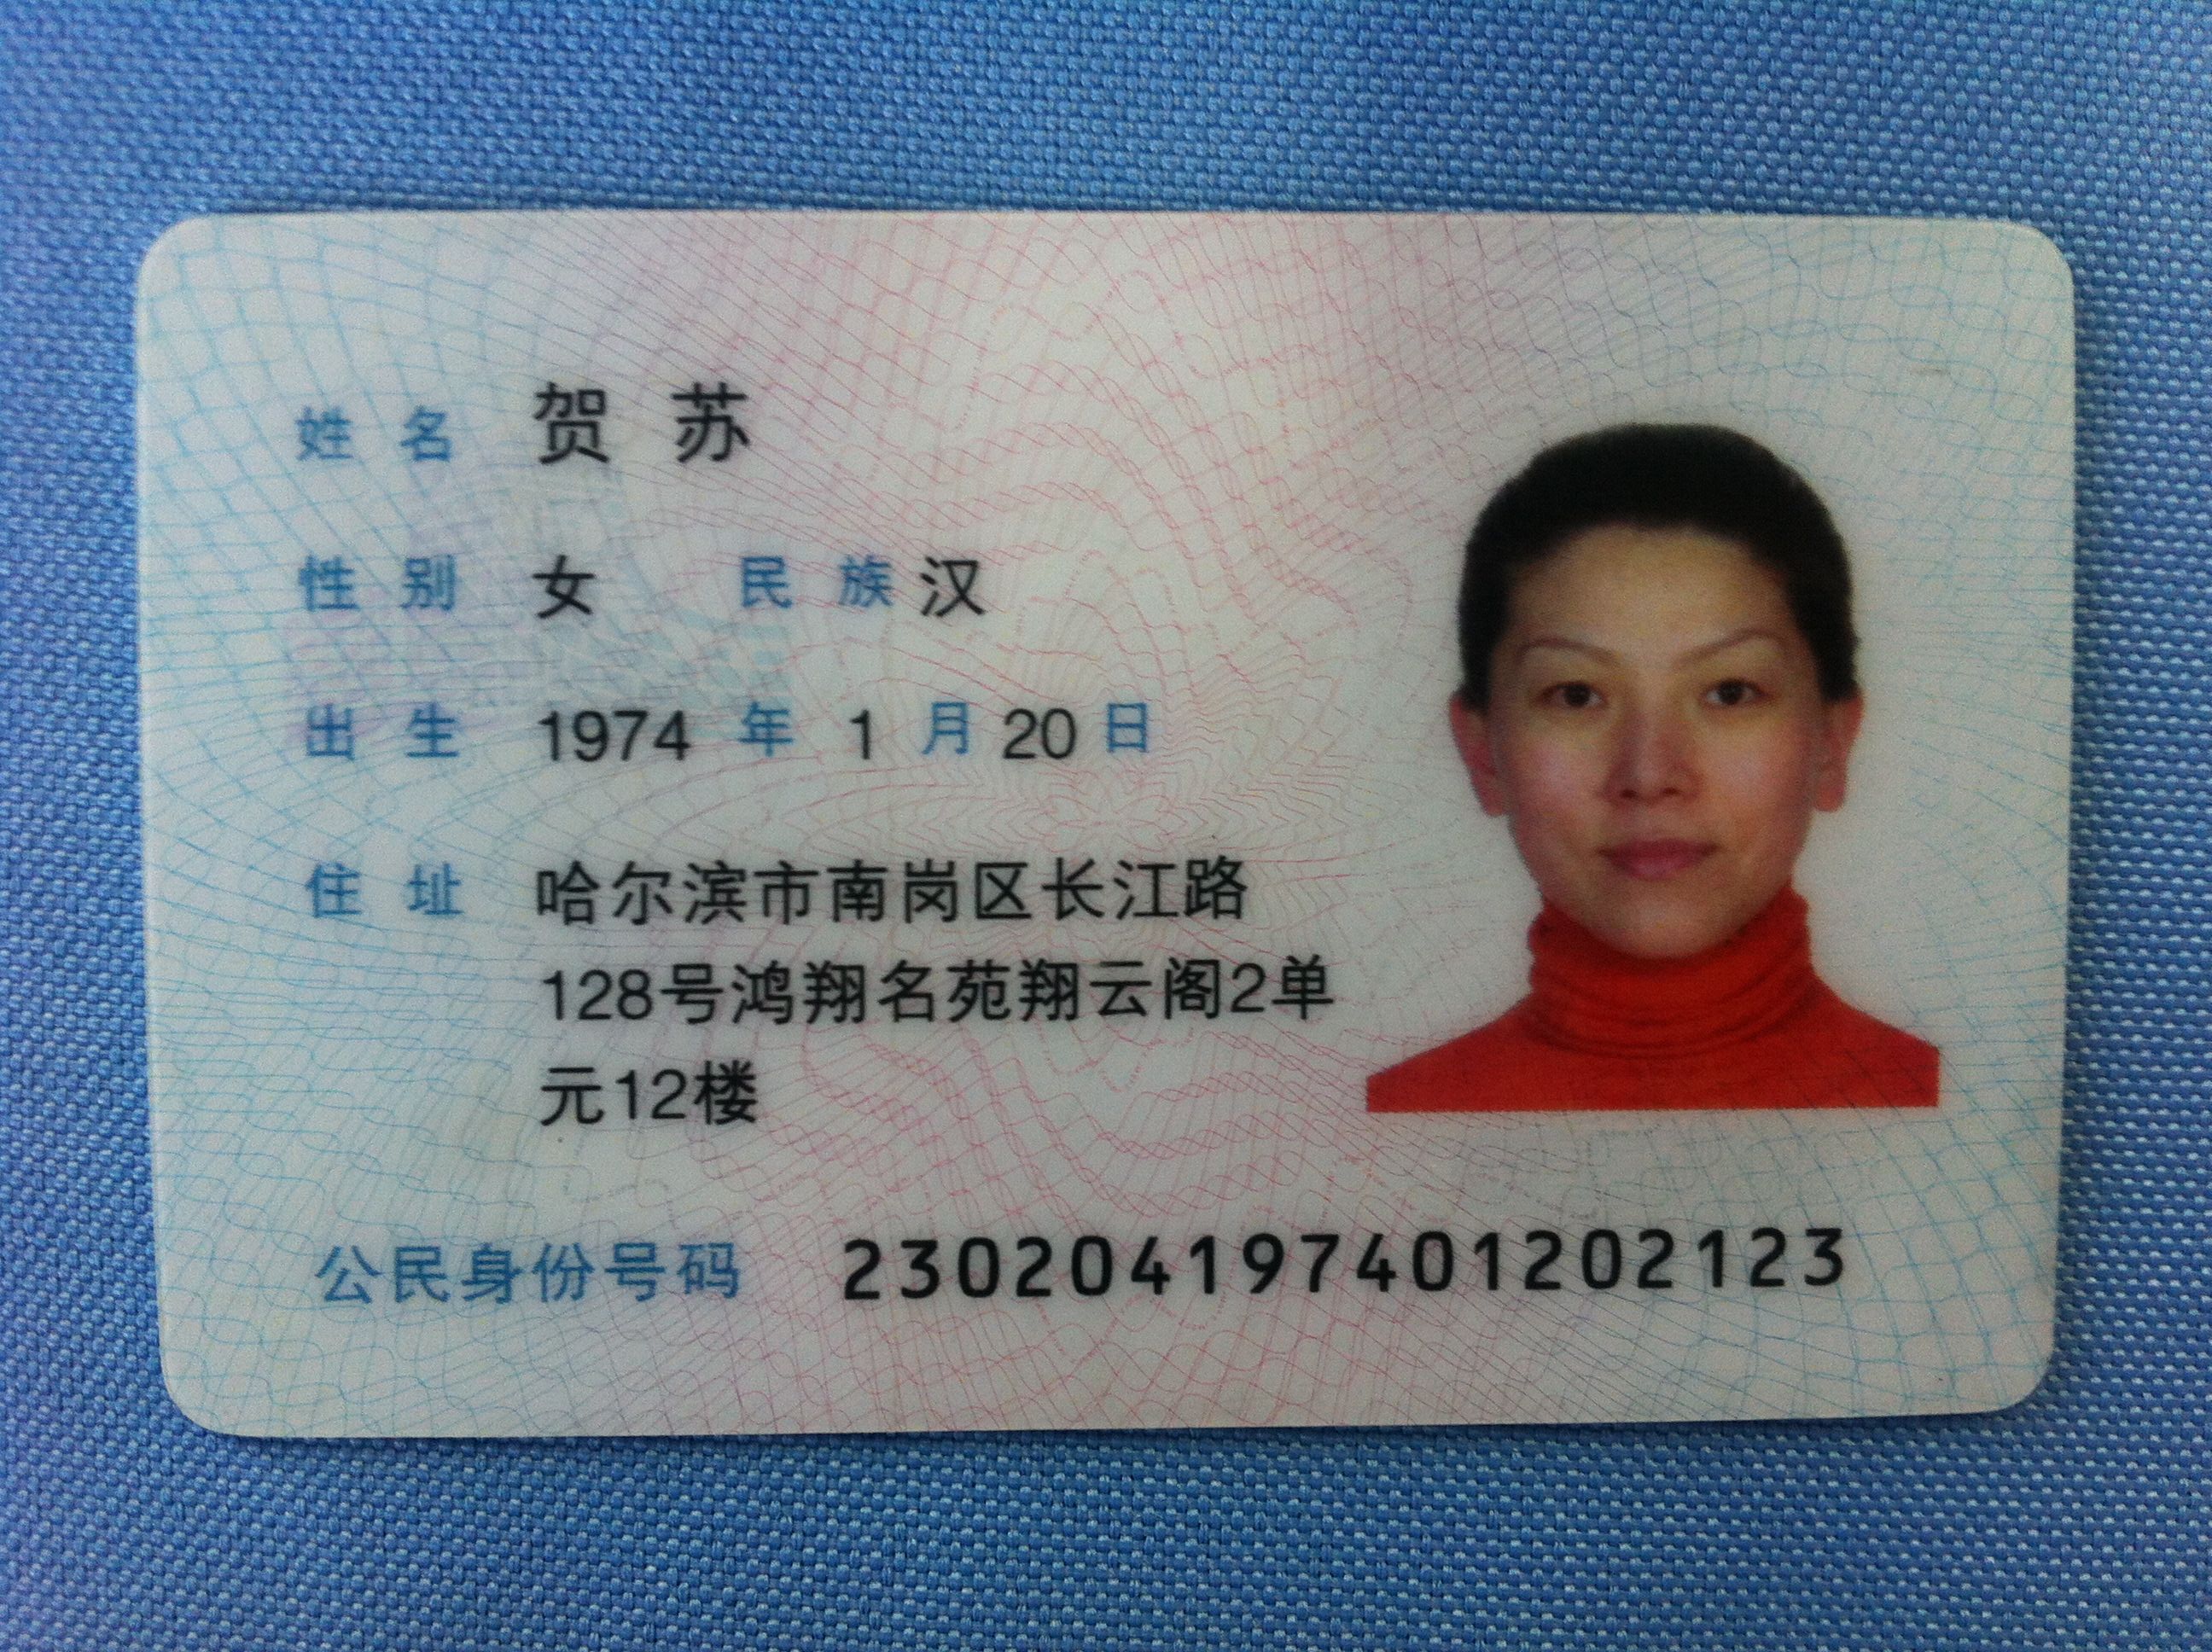 姓名 贺苏
性别 女 民族 汉
出生 1974 年 1 月 20 日
住址 哈尔滨市南岗区长江路
128号鸿翔名苑翔云阁2单
元12楼
公民身份号码 230204197401202123